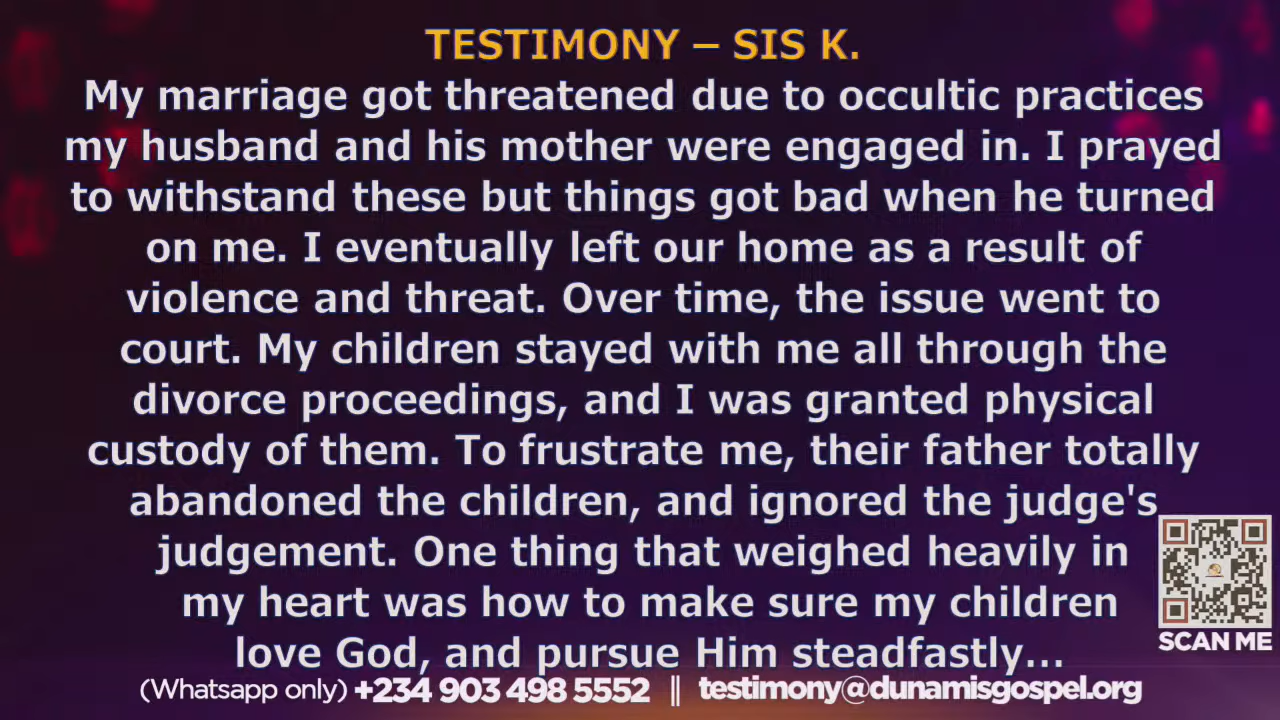 TESTIMONY – SIS K.
My marriage got threatened due to occultic practices
my husband and his mother were engaged in. I prayed
to withstand these but things got bad when he turned
on me. I eventually left our home as a result of
violence and threat. Over time, the issue went to
court. My children stayed with me all through the
divorce proceedings, and I was granted physical
custody of them. To frustrate me, their father totally
abandoned the children, and ignored the judge's
judgement. One thing that weighed heavily in
my heart was how to make sure my children
love God, and pursue Him steadfastly...
SCAN ME
(Whatsapp only) +234 903 498 5552 || testimony@dunamisgospel.org